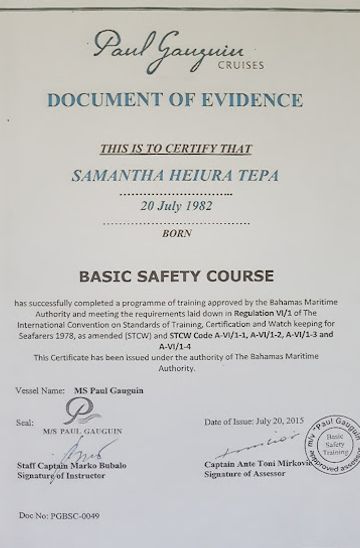 Paul Gauguin
CRUISES
DOCUMENT OF EVIDENCE
THIS IS TO CERTIFY THAT
SAMANTHA HEIURA TEPA
20 July 1982
BORN
BASIC SAFETY COURSE
has successfully completed a programme of training approved by the Bahamas Maritime
Authority and meeting the requirements laid down in Regulation VI/1 of The
International Convention on Standards of Training, Certification and Watch keeping for
Seafarers 1978, as amended (STCW) and STCW Code A-VI/1-1, A-VI/1-2, A-VI/1-3 and
A-VI/1-4
This Certificate has been issued under the authority of The Bahamas Maritime
Authority.
Vessel Name: MS Paul Gauguin
Seal:
M/S PAUL GAUGUIN
Date of Issue: July 20, 2015
Staff Captain Marko Bubalo
Signature of Instructor
Captain Ante Toni Mirkovic
Signature of Assessor
m/v "Paul Gauguin"
Basic
Safety
Training
approved assessor
Doc No: PGBSC-0049